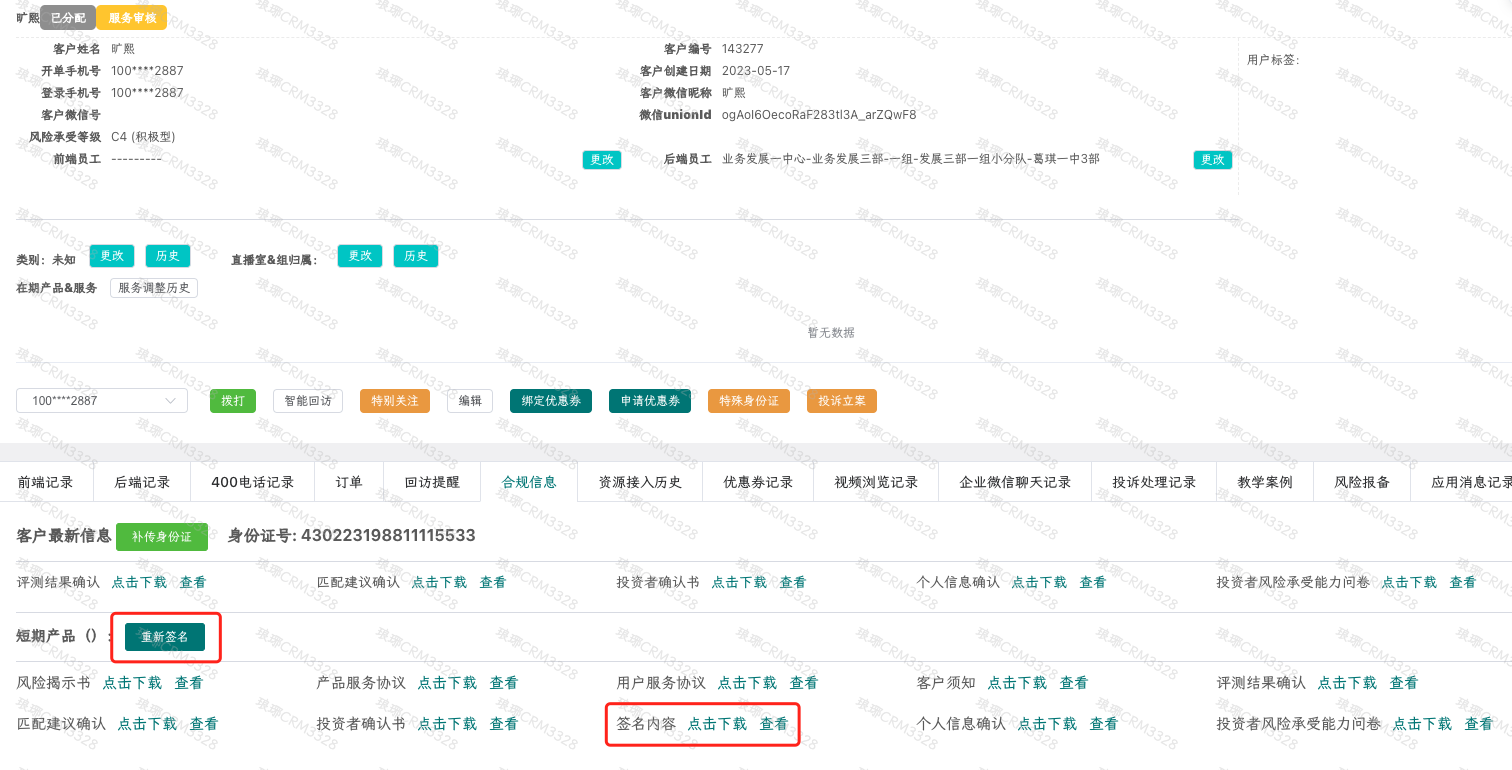 旷熙 已分配 服务审核
客户姓名 旷熙 客户编号 143277
用户标签:
开单手机号 100****2887 客户创建日期 2023-05-17
登录手机号 100****2887 客户微信昵称 旷熙
客户微信号 微信unionId ogAoI6OecoRaF283tI3A_arZQwF8
风险承受等级 C4 (积极型)
前端员工 --------- 更改 后端员工 业务发展一中心-业务发展三部-一组-发展三部一组小分队-葛琪一中3部 更改
类别: 未知 更改 历史 直播室&组归属: 更改 历史
在期产品&服务 服务调整历史
暂无数据
100****2887 拨打 智能回访 特别关注 编辑 绑定优惠券 申请优惠券 特殊身份证 投诉立案
前端记录 后端记录 400电话记录 订单 回访提醒 合规信息 资源接入历史 优惠券记录 视频浏览记录 企业微信聊天记录 投诉处理记录 教学案例 风险报备 应用消息记录
客户最新信息 补传身份证 身份证号: 430223198811115533
评测结果确认 点击下载 查看 匹配建议确认 点击下载 查看 投资者确认书 点击下载 查看 个人信息确认 点击下载 查看 投资者风险承受能力问卷 点击下载 查看
短期产品（）: 重新签名
风险揭示书 点击下载 查看 产品服务协议 点击下载 查看 用户服务协议 点击下载 查看 客户须知 点击下载 查看 评测结果确认 点击下载 查看
匹配建议确认 点击下载 查看 投资者确认书 点击下载 查看 签名内容 点击下载 查看 个人信息确认 点击下载 查看 投资者风险承受能力问卷 点击下载 查看
琅琊CRM3328